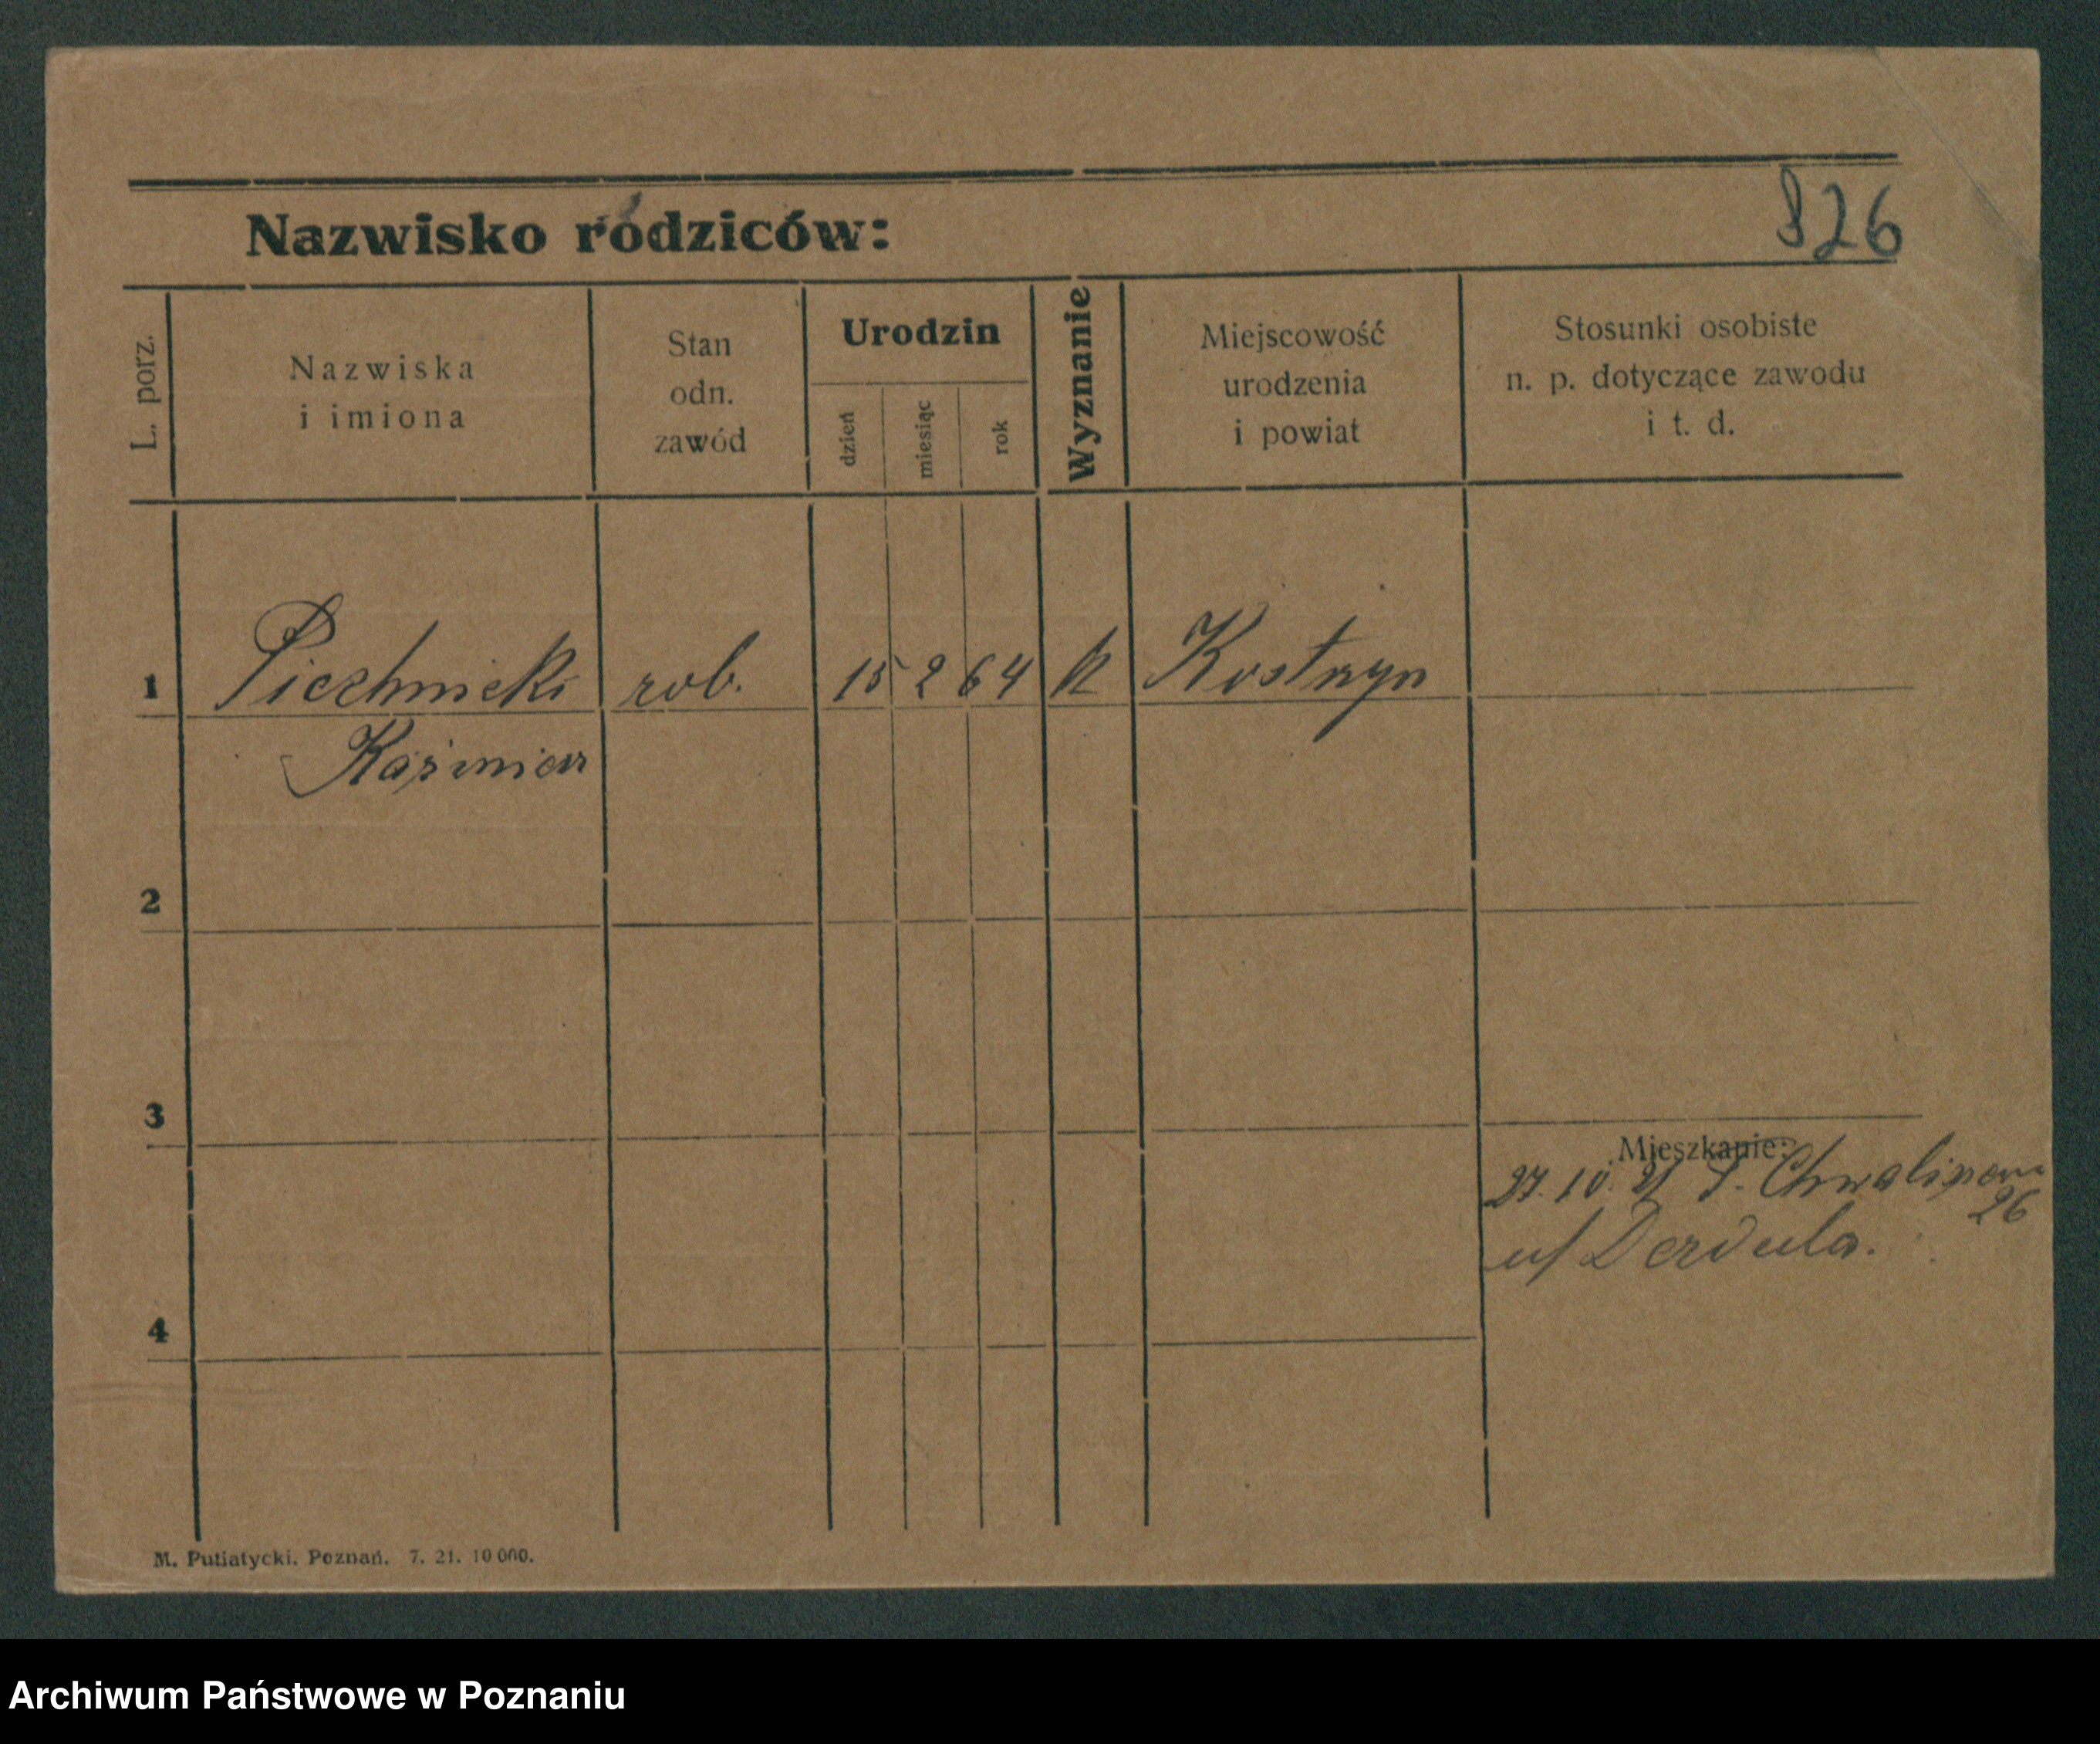 826
Nazwisko rodziców:
L. porz.
Nazwiska
i imiona
Stan
odn.
zawód
Urodzin
dzień
miesiąc
rok
Wyznanie
Miejscowość
urodzenia
i powiat
Stosunki osobiste
n. p. dotyczące zawodu
i t. d.
1 Piechnicki rob. 15 2 64 k Kostrzyn
Kazimierz
2
3
Mieszkanie:
27. 10. 21
26
u/ Derdula.
4
M. Putiatycki. Poznań. 7. 21. 10 000.
Archiwum Państwowe w Poznaniu